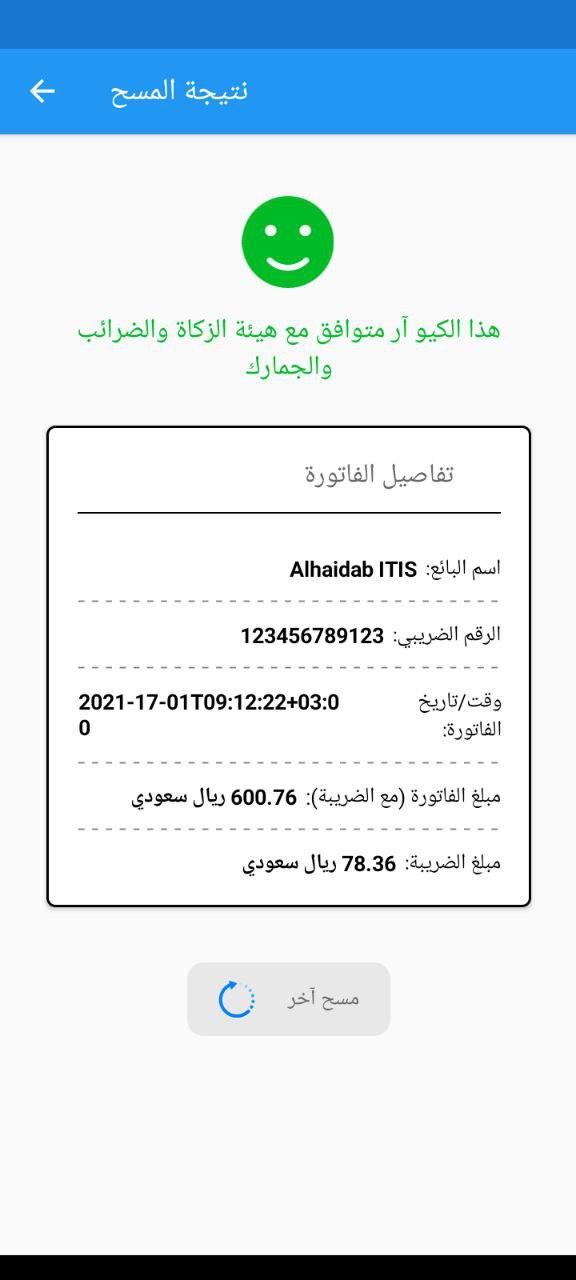 نتيجة المسح
هذا الكيو آر متوافق مع هيئة الزكاة والضرائب
والجمارك
تفاصيل الفاتورة
اسم البائع: Alhaidab ITIS
الرقم الضريبي: 123456789123
وقت/تاريخ
الفاتورة:
2021-17-01T09:12:22+03:0
0
مبلغ الفاتورة (مع الضريبة): 600.76 ريال سعودي
مبلغ الضريبة: 78.36 ريال سعودي
مسح آخر